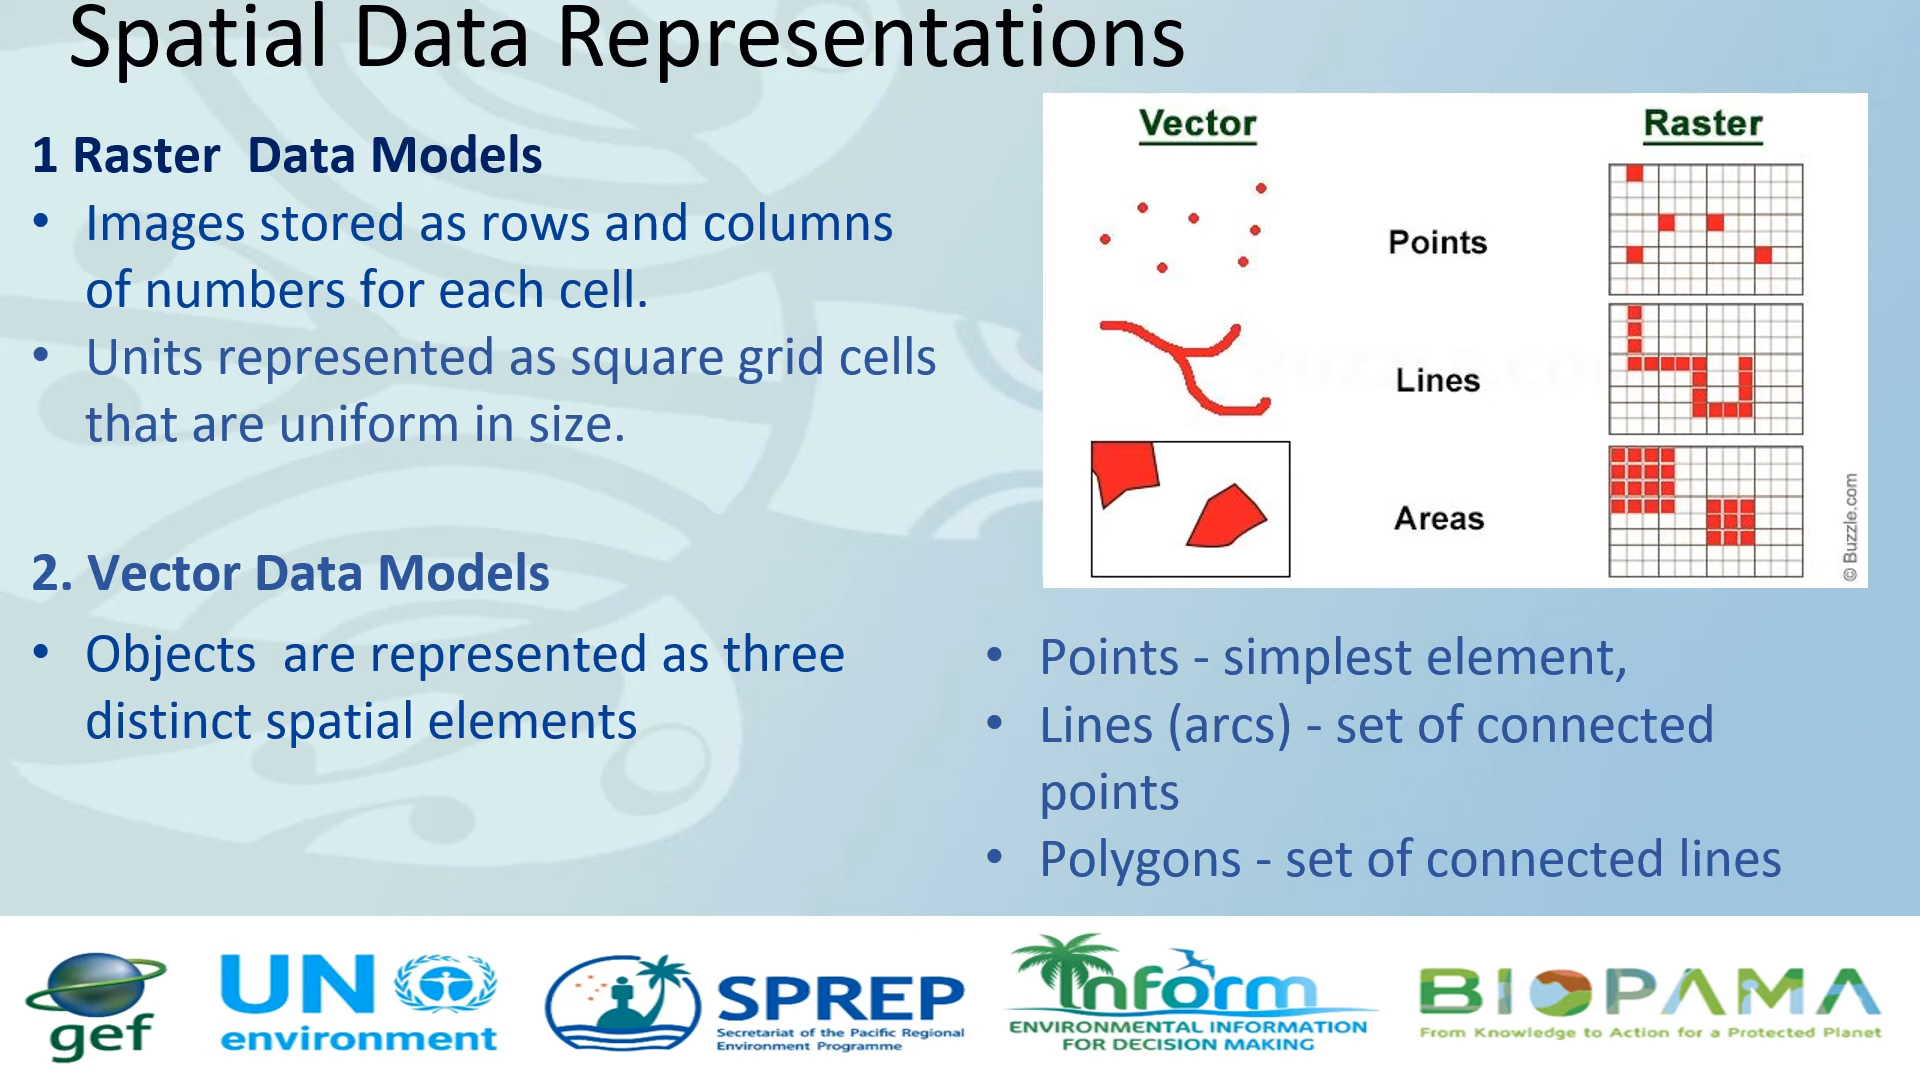 Spatial Data Representations
1 Raster  Data Models
• Images stored as rows and columns
of numbers for each cell.
• Units represented as square grid cells
that are uniform in size.
2. Vector Data Models
• Objects  are represented as three
distinct spatial elements
Vector
Raster
Points
Lines
Areas
© Buzzle.com
• Points - simplest element,
• Lines (arcs) - set of connected
points
• Polygons - set of connected lines
gef
UN
environment
SPREP
Secretariat of the Pacific Regional
Environment Programme
Inform
ENVIRONMENTAL INFORMATION
FOR DECISION MAKING
BIOPAMA
From Knowledge to Action for a Protected Planet